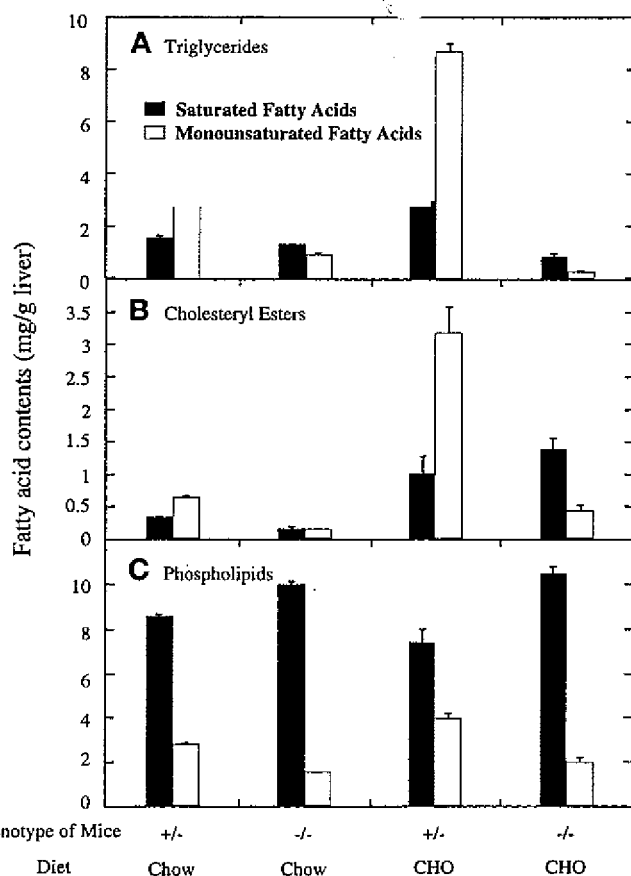 A Triglycerides
Saturated Fatty Acids
Monounsaturated Fatty Acids
10
8
6
4
2
0
B Cholesteryl Esters
3.5
3
2.5
2
1.5
1
0.5
0
C Phospholipids
10
8
6
4
2
0
Fatty acid contents (mg/g liver)
notype of Mice +/- -/- +/- -/-
Diet Chow Chow CHO CHO